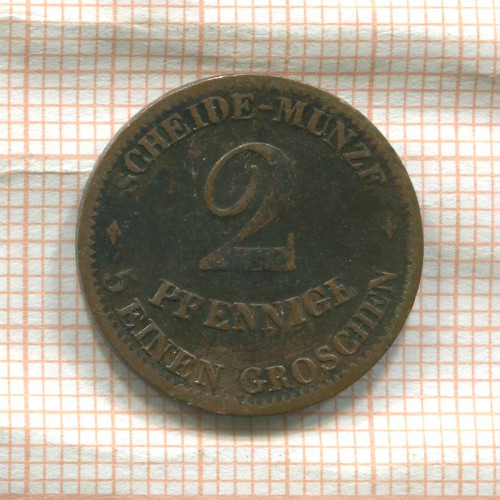 SCHEIDE-MÜNZE
2
PFENNIGE
5 EINEN GROSCHEN